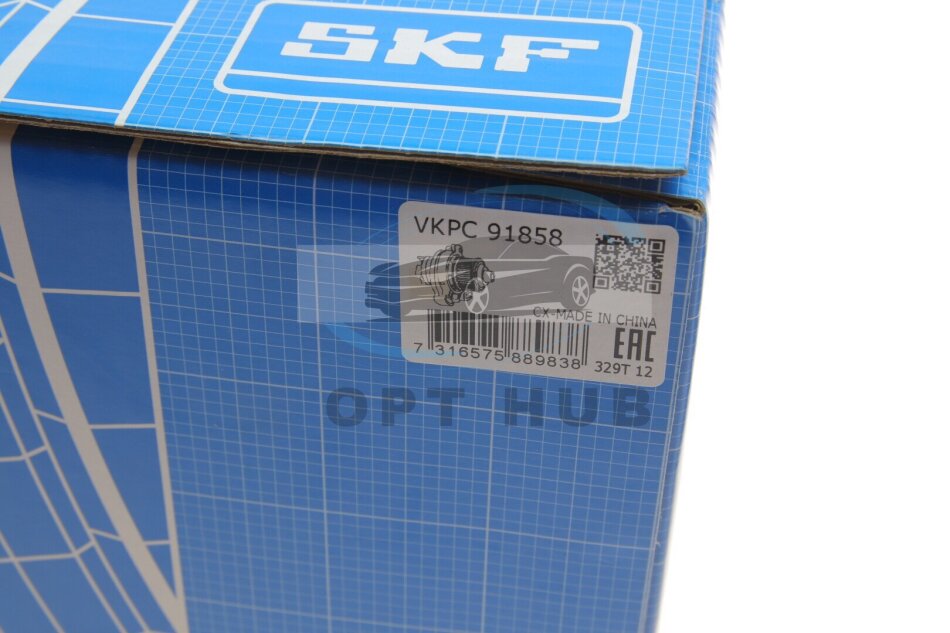 SKF
VKPC 91858
CX-MADE IN CHINA
EAC
7 316575 889838
329T 12
OPT HUB